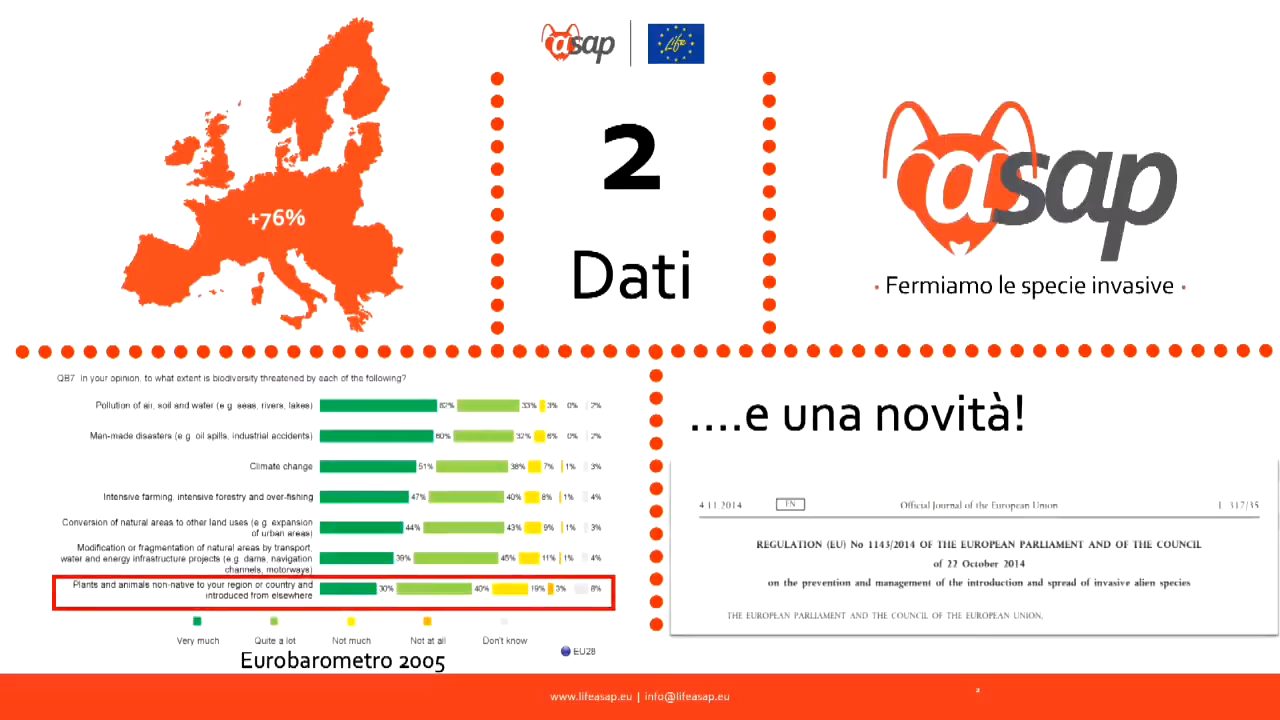 asap
Life
+76%
2
Dati
asap
· Fermiamo le specie invasive ·
QB7 In your opinion, to what extent is biodiversity threatened by each of the following?
Pollution of air, soil and water (e.g. seas, rivers, lakes) 62% 33% 3% 0% 2%
Man-made disasters (e.g. oil spills, industrial accidents) 60% 32% 6% 0% 2%
Climate change 51% 38% 7% 1% 3%
Intensive farming, intensive forestry and over-fishing 47% 40% 8% 1% 4%
Conversion of natural areas to other land uses (e.g. expansion
of urban areas) 44% 43% 9% 1% 3%
Modification or fragmentation of natural areas by transport,
water and energy infrastructure projects (e.g. dams, navigation
channels, motorways) 39% 45% 11% 1% 4%
Plants and animals non-native to your region or country and
introduced from elsewhere 30% 40% 19% 3% 8%
Very much Quite a lot Not much Not at all Don't know
EU28
Eurobarometro 2005
....e una novità!
4.11.2014 EN Official Journal of the European Union L 317/35
REGULATION (EU) No 1143/2014 OF THE EUROPEAN PARLIAMENT AND OF THE COUNCIL
of 22 October 2014
on the prevention and management of the introduction and spread of invasive alien species
THE EUROPEAN PARLIAMENT AND THE COUNCIL OF THE EUROPEAN UNION,
www.lifeasap.eu | info@lifeasap.eu